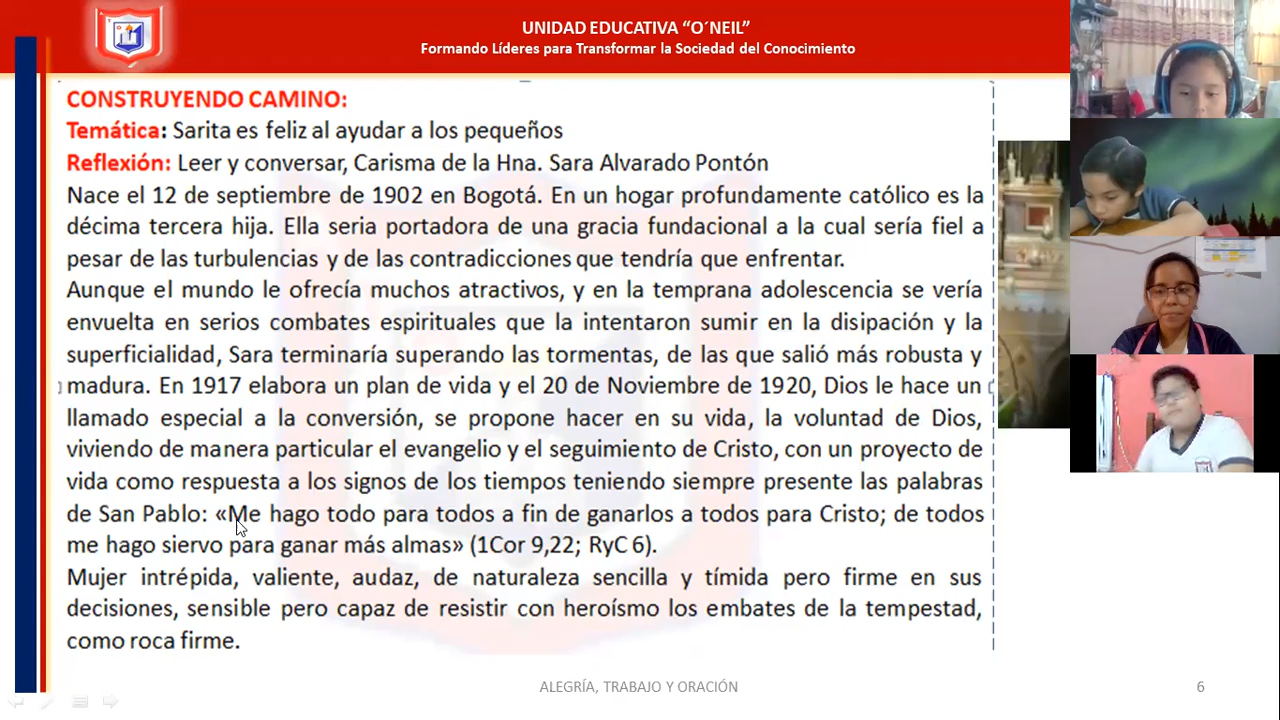 UNIDAD EDUCATIVA “O´NEIL”
Formando Líderes para Transformar la Sociedad del Conocimiento
CONSTRUYENDO CAMINO:
Temática: Sarita es feliz al ayudar a los pequeños
Reflexión: Leer y conversar, Carisma de la Hna. Sara Alvarado Pontón
Nace el 12 de septiembre de 1902 en Bogotá. En un hogar profundamente católico es la
décima tercera hija. Ella seria portadora de una gracia fundacional a la cual sería fiel a
pesar de las turbulencias y de las contradicciones que tendría que enfrentar.
Aunque el mundo le ofrecía muchos atractivos, y en la temprana adolescencia se vería
envuelta en serios combates espirituales que la intentaron sumir en la disipación y la
superficialidad, Sara terminaría superando las tormentas, de las que salió más robusta y
madura. En 1917 elabora un plan de vida y el 20 de Noviembre de 1920, Dios le hace un
llamado especial a la conversión, se propone hacer en su vida, la voluntad de Dios,
viviendo de manera particular el evangelio y el seguimiento de Cristo, con un proyecto de
vida como respuesta a los signos de los tiempos teniendo siempre presente las palabras
de San Pablo: «Me hago todo para todos a fin de ganarlos a todos para Cristo; de todos
me hago siervo para ganar más almas» (1Cor 9,22; RyC 6).
Mujer intrépida, valiente, audaz, de naturaleza sencilla y tímida pero firme en sus
decisiones, sensible pero capaz de resistir con heroísmo los embates de la tempestad,
como roca firme.
ALEGRÍA, TRABAJO Y ORACIÓN
6